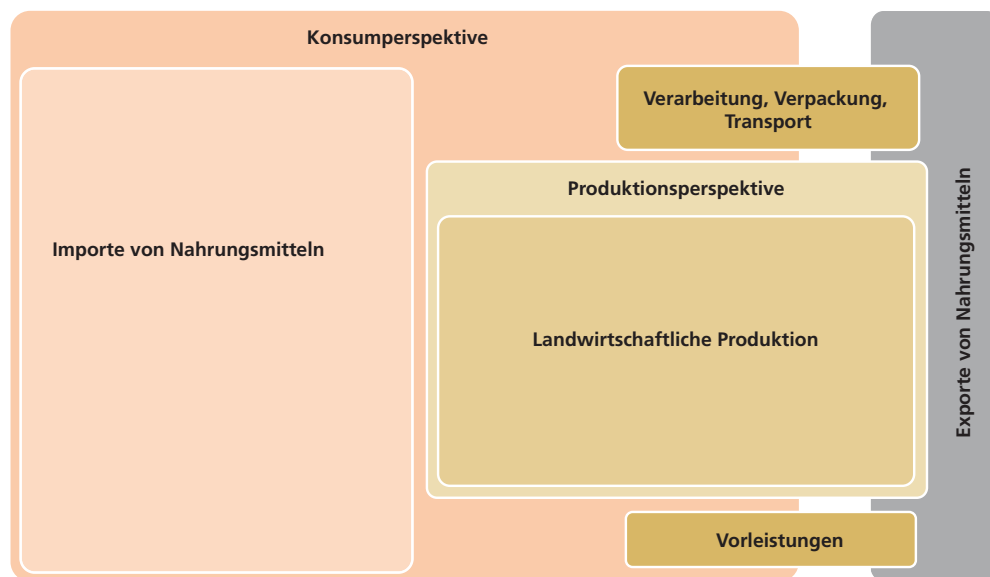 Konsumperspektive
Verarbeitung, Verpackung,
Transport
Produktionsperspektive
Importe von Nahrungsmitteln
Landwirtschaftliche Produktion
Vorleistungen
Exporte von Nahrungsmitteln